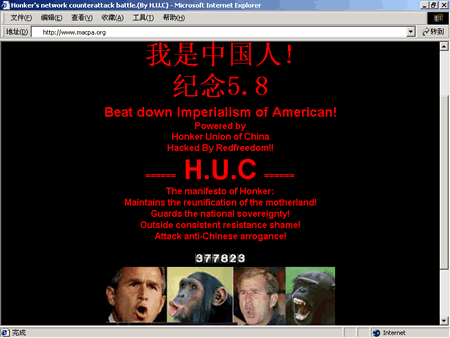 Honker's network counterattack battle.(By H.U.C) - Microsoft Internet Explorer
文件(F) 编辑(E) 查看(V) 收藏(A) 工具(T) 帮助(H)
地址(D) http://www.macpa.org 转到
我是中国人!
纪念5.8
Beat down Imperialism of American!
Powered by
Honker Union of China
Hacked By Redfreedom!!
====== H.U.C ======
The manifesto of Honker:
Maintains the reunification of the motherland!
Guards the national sovereignty!
Outside consistent resistance shame!
Attack anti-Chinese arrogance!
377823
完成 Internet